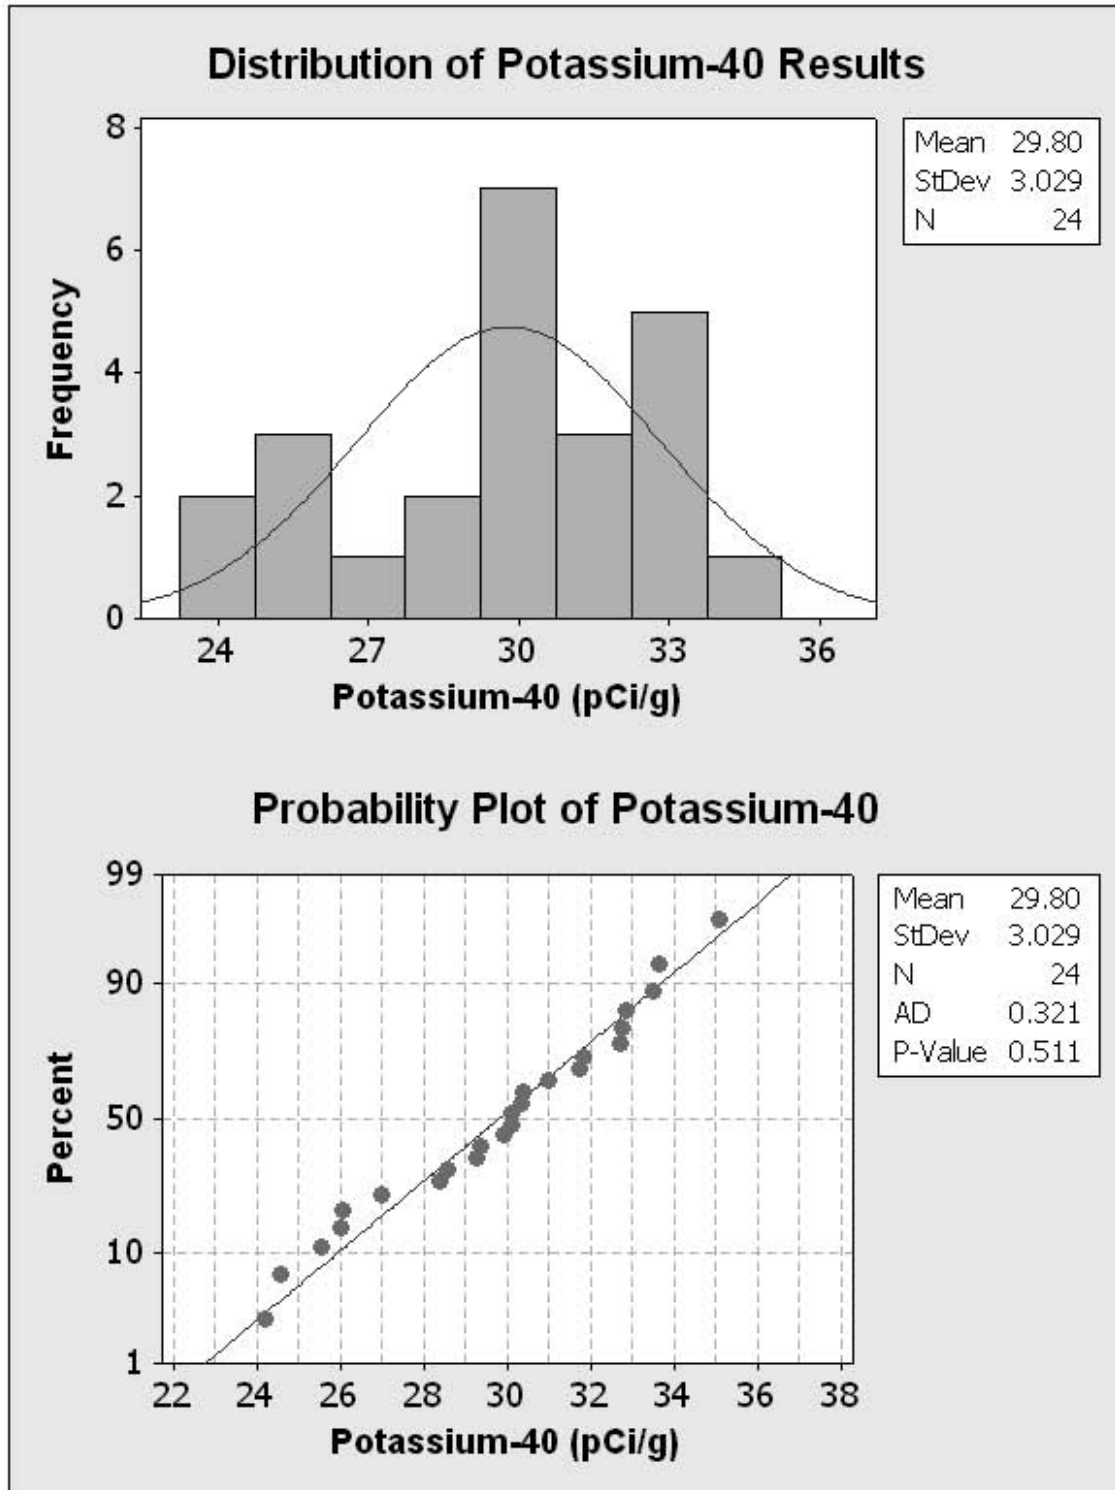 Distribution of Potassium-40 Results
8
6
4
2
0
Frequency
24 27 30 33 36
Potassium-40 (pCi/g)
Mean 29.80
StDev 3.029
N 24
Probability Plot of Potassium-40
99
90
50
10
1
Percent
22 24 26 28 30 32 34 36 38
Potassium-40 (pCi/g)
Mean 29.80
StDev 3.029
N 24
AD 0.321
P-Value 0.511